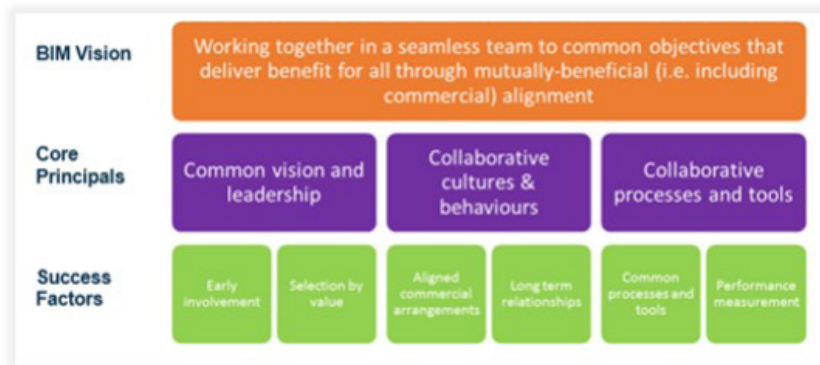 BIM Vision
Working together in a seamless team to common objectives that
deliver benefit for all through mutually-beneficial (i.e. including
commercial) alignment
Core
Principals
Common vision and
leadership
Collaborative
cultures &
behaviours
Collaborative
processes and tools
Success
Factors
Early
involvement
Selection by
value
Aligned
commercial
arrangements
Long term
relationships
Common
processes and
tools
Performance
measurement